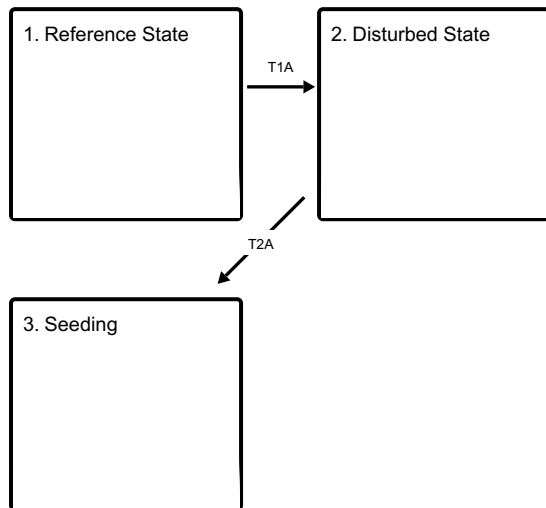 1. Reference State
2. Disturbed State
T1A
T2A
3. Seeding